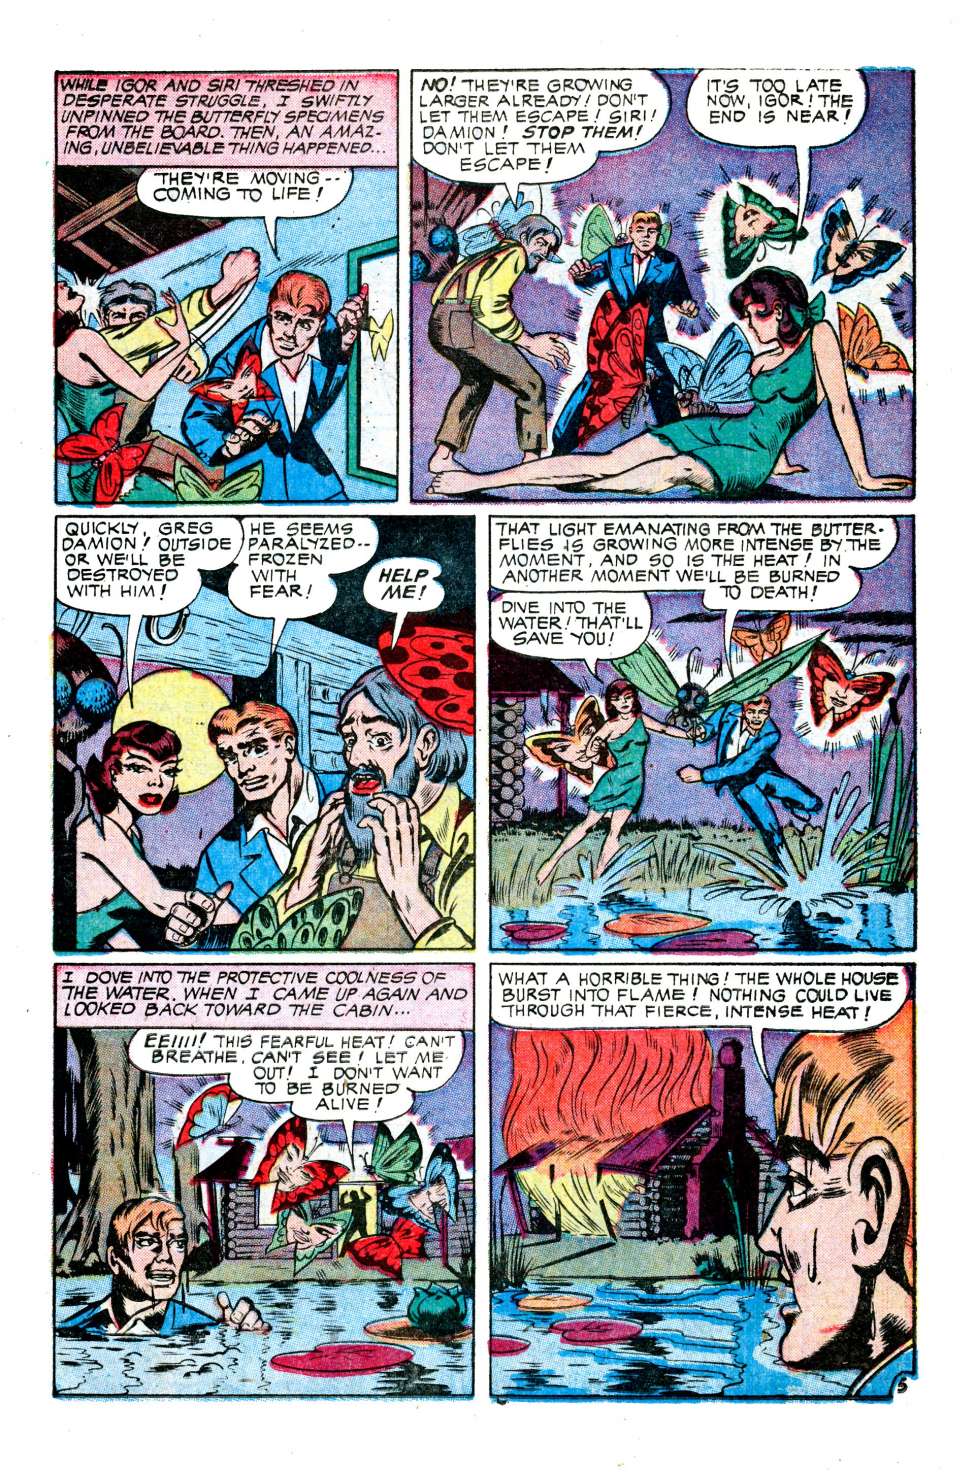 WHILE IGOR AND SIRI THRESHED IN
DESPERATE STRUGGLE, I SWIFTLY
UNPINNED THE BUTTERFLY SPECIMENS
FROM THE BOARD. THEN, AN AMAZ-
ING, UNBELIEVABLE THING HAPPENED...
THEY'RE MOVING--
COMING TO LIFE!
NO! THEY'RE GROWING
LARGER ALREADY! DON'T
LET THEM ESCAPE! SIRI!
DAMION! STOP THEM!
DON'T LET THEM
ESCAPE!
IT'S TOO LATE
NOW, IGOR! THE
END IS NEAR!
QUICKLY, GREG
DAMION! OUTSIDE
OR WE'LL BE
DESTROYED
WITH HIM!
HE SEEMS
PARALYZED--
FROZEN
WITH
FEAR!
HELP
ME!
THAT LIGHT EMANATING FROM THE BUTTER-
FLIES IS GROWING MORE INTENSE BY THE
MOMENT, AND SO IS THE HEAT! IN
ANOTHER MOMENT WE'LL BE BURNED
TO DEATH!
DIVE INTO THE
WATER! THAT'LL
SAVE YOU!
I DOVE INTO THE PROTECTIVE COOLNESS OF
THE WATER. WHEN I CAME UP AGAIN AND
LOOKED BACK TOWARD THE CABIN...
EEIIII! THIS FEARFUL HEAT! CAN'T
BREATHE, CAN'T SEE! LET ME
OUT! I DON'T WANT
TO BE BURNED
ALIVE!
WHAT A HORRIBLE THING! THE WHOLE HOUSE
BURST INTO FLAME! NOTHING COULD LIVE
THROUGH THAT FIERCE, INTENSE HEAT!
5